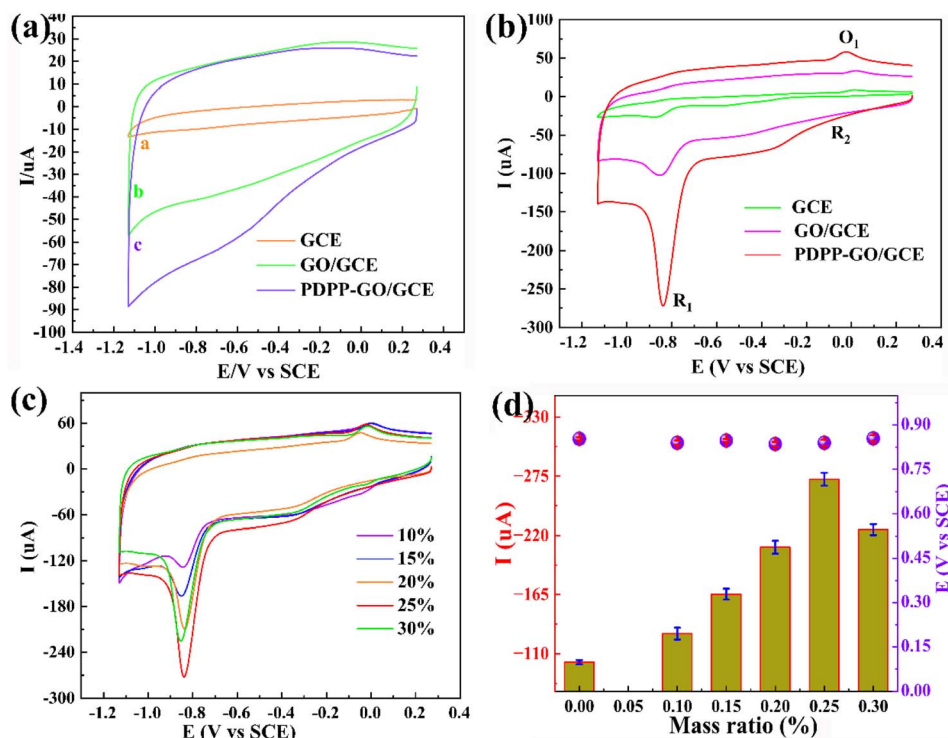 (a)
40
30
20
10
0
-10
-20
-30
-40
-50
-60
-70
-80
-90
-100
I/uA
a
b
c
GCE
GO/GCE
PDPP-GO/GCE
-1.4 -1.2 -1.0 -0.8 -0.6 -0.4 -0.2 0.0 0.2 0.4
E/V vs SCE
(b)
100
50
0
-50
-100
-150
-200
-250
-300
I (uA)
O1
R2
R1
GCE
GO/GCE
PDPP-GO/GCE
-1.2 -1.0 -0.8 -0.6 -0.4 -0.2 0.0 0.2 0.4
E (V vs SCE)
(c)
60
0
-60
-120
-180
-240
-300
I (uA)
10%
15%
20%
25%
30%
-1.2 -1.0 -0.8 -0.6 -0.4 -0.2 0.0 0.2 0.4
E (V vs SCE)
(d)
-330
-275
-220
-165
-110
I (uA)
0.90
0.75
0.60
0.45
0.30
0.15
0.00
E (V vs SCE)
0.00 0.05 0.10 0.15 0.20 0.25 0.30
Mass ratio (%)